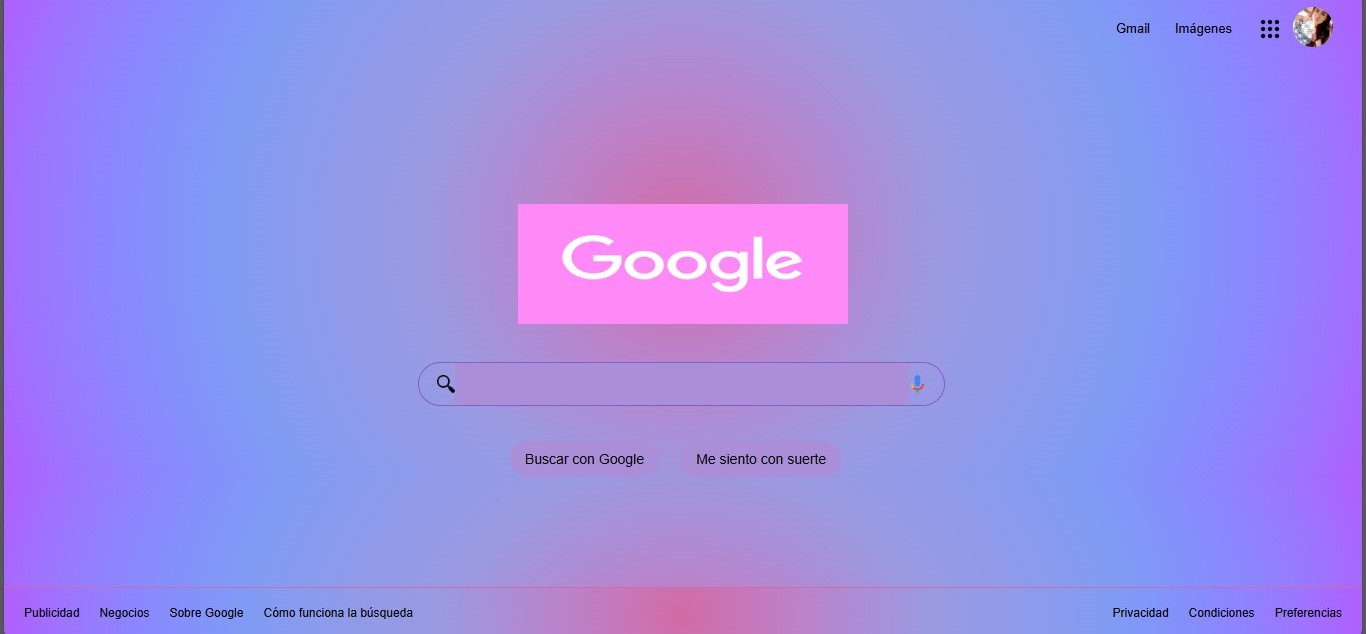 Gmail Imágenes
Google
Buscar con Google Me siento con suerte
Publicidad Negocios Sobre Google Cómo funciona la búsqueda Privacidad Condiciones Preferencias